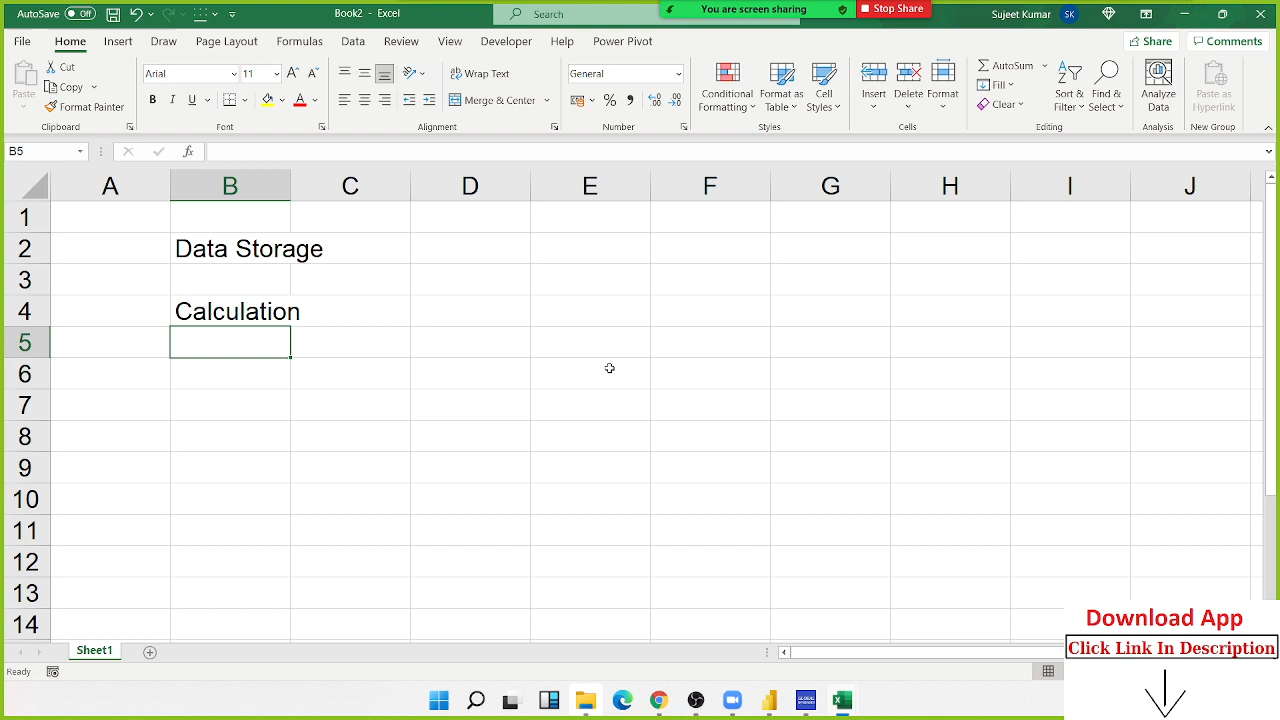 AutoSave Off Book2 - Excel Search You are screen sharing Stop Share Sujeet Kumar SK
File Home Insert Draw Page Layout Formulas Data Review View Developer Help Power Pivot Share Comments
Paste Cut Copy Format Painter Clipboard
Arial 11 B I U A Font
Wrap Text Merge & Center Alignment
General % Number
Conditional Formatting Format as Table Cell Styles Styles
Insert Delete Format Cells
AutoSum Fill Clear Sort & Filter Find & Select Editing
Analyze Data Analysis
Paste as Hyperlink New Group
B5 fx
A B C D E F G H I J
1
2 Data Storage
3
4 Calculation
5
6
7
8
9
10
11
12
13
14
Download App
Click Link In Description
Sheet1
Ready